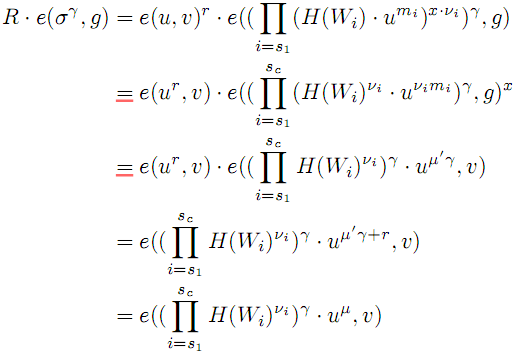 R · e(σ^γ, g) = e(u, v)^r · e((∏_{i=s_1}^{s_c} (H(W_i) · u^{m_i})^{x·ν_i})^γ, g)
= e(u^r, v) · e((∏_{i=s_1}^{s_c} (H(W_i)^{ν_i} · u^{ν_i m_i})^γ, g)^x
= e(u^r, v) · e((∏_{i=s_1}^{s_c} H(W_i)^{ν_i})^γ · u^{μ'γ}, v)
= e((∏_{i=s_1}^{s_c} H(W_i)^{ν_i})^γ · u^{μ'γ+r}, v)
= e((∏_{i=s_1}^{s_c} H(W_i)^{ν_i})^γ · u^μ, v)